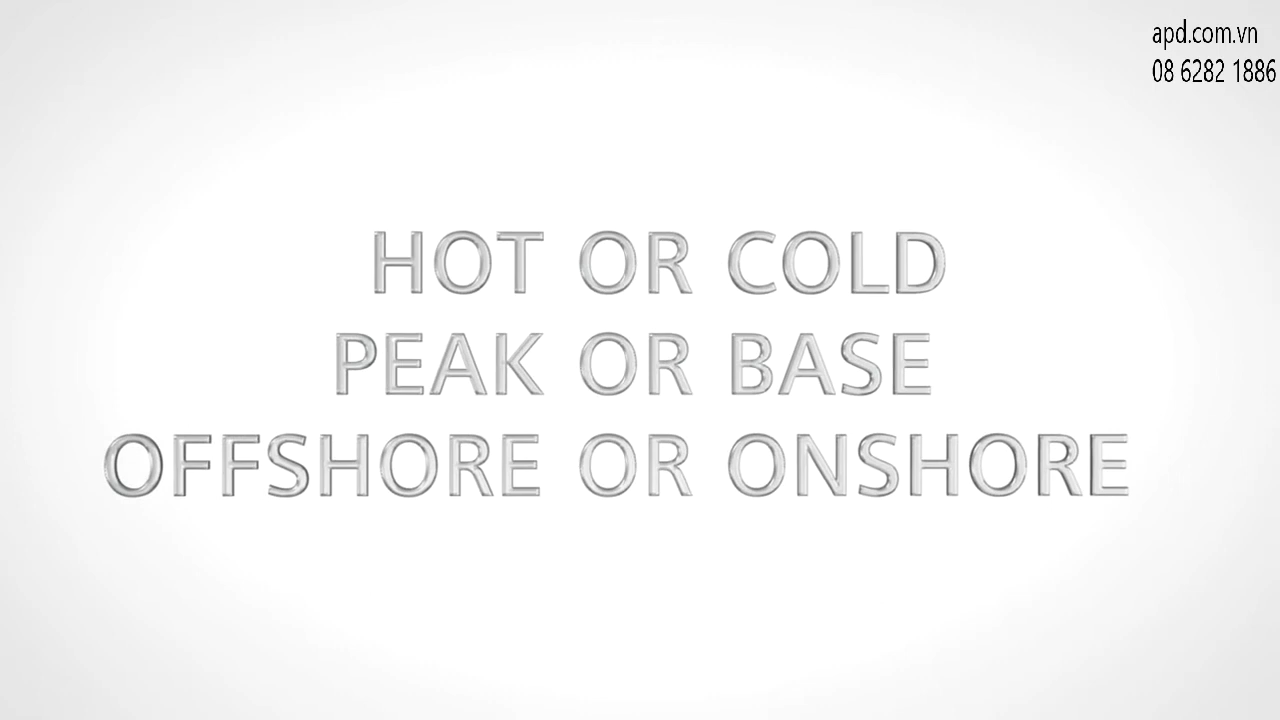 apd.com.vn
08 6282 1886
HOT OR COLD
PEAK OR BASE
OFFSHORE OR ONSHORE